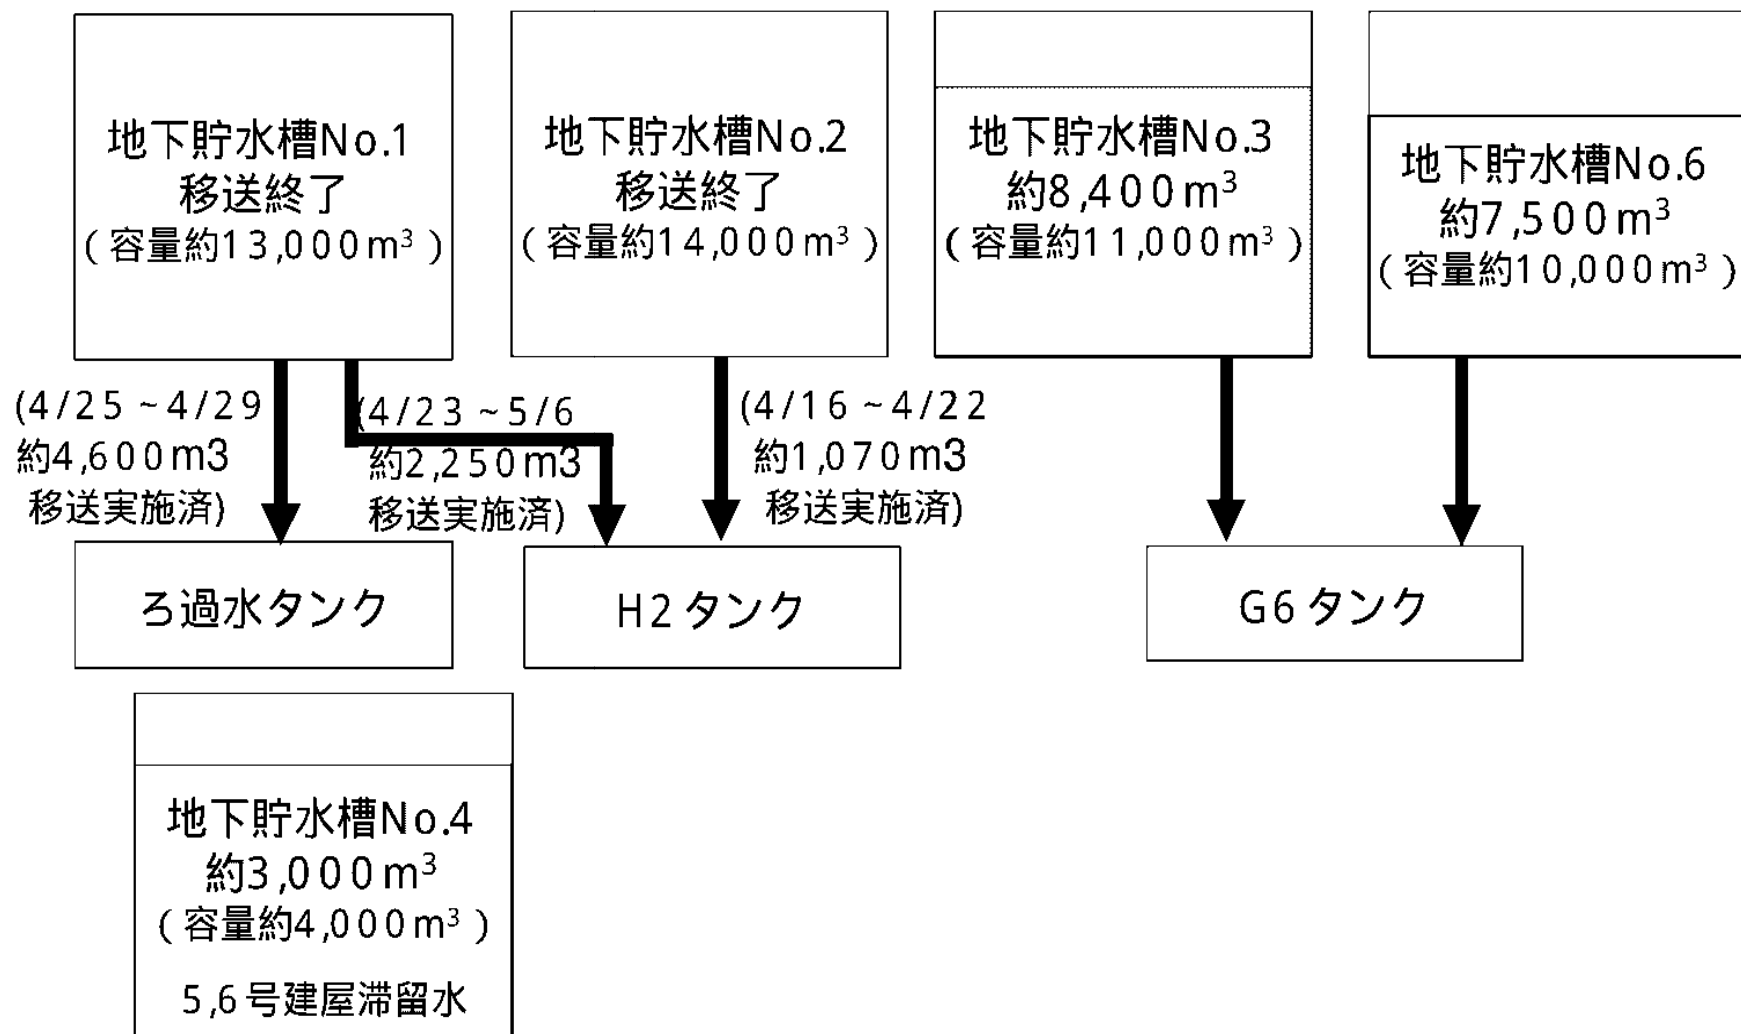 地下貯水槽No.1
移送終了
(容量約13,000m³)
地下貯水槽No.2
移送終了
(容量約14,000m³)
地下貯水槽No.3
約8,400m³
(容量約11,000m³)
地下貯水槽No.6
約7,500m³
(容量約10,000m³)
(4/25~4/29
約4,600m3
移送実施済)
(4/23~5/6
約2,250m3
移送実施済)
(4/16~4/22
約1,070m3
移送実施済)
ろ過水タンク
H2タンク
G6タンク
地下貯水槽No.4
約3,000m³
(容量約4,000m³)
5,6号建屋滞留水